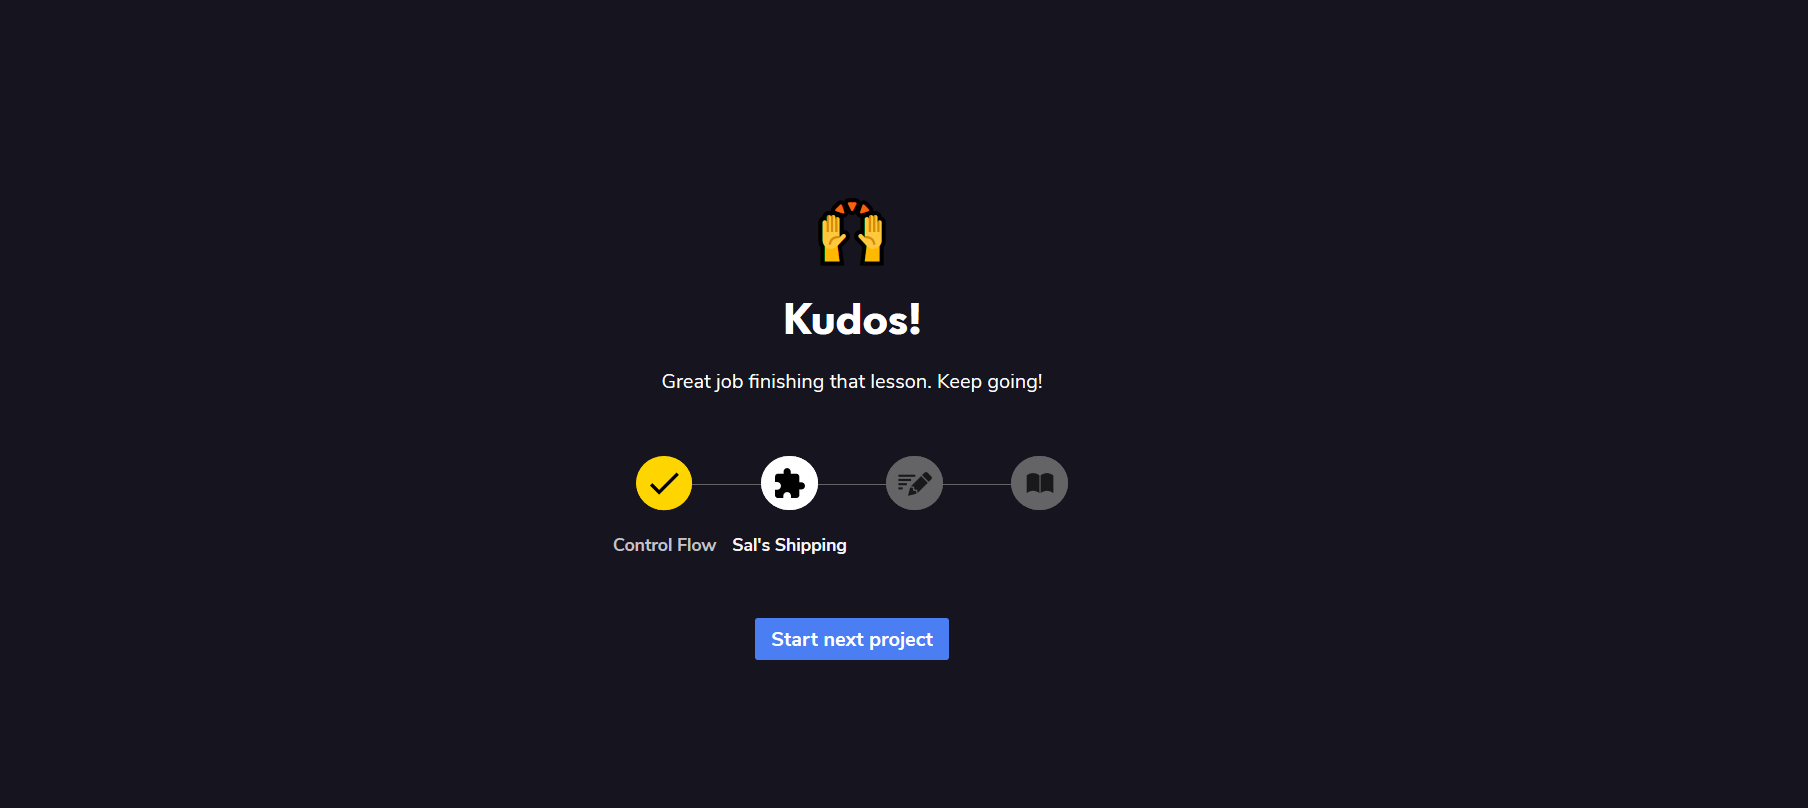 Kudos!
Great job finishing that lesson. Keep going!
Control Flow
Sal's Shipping
Start next project